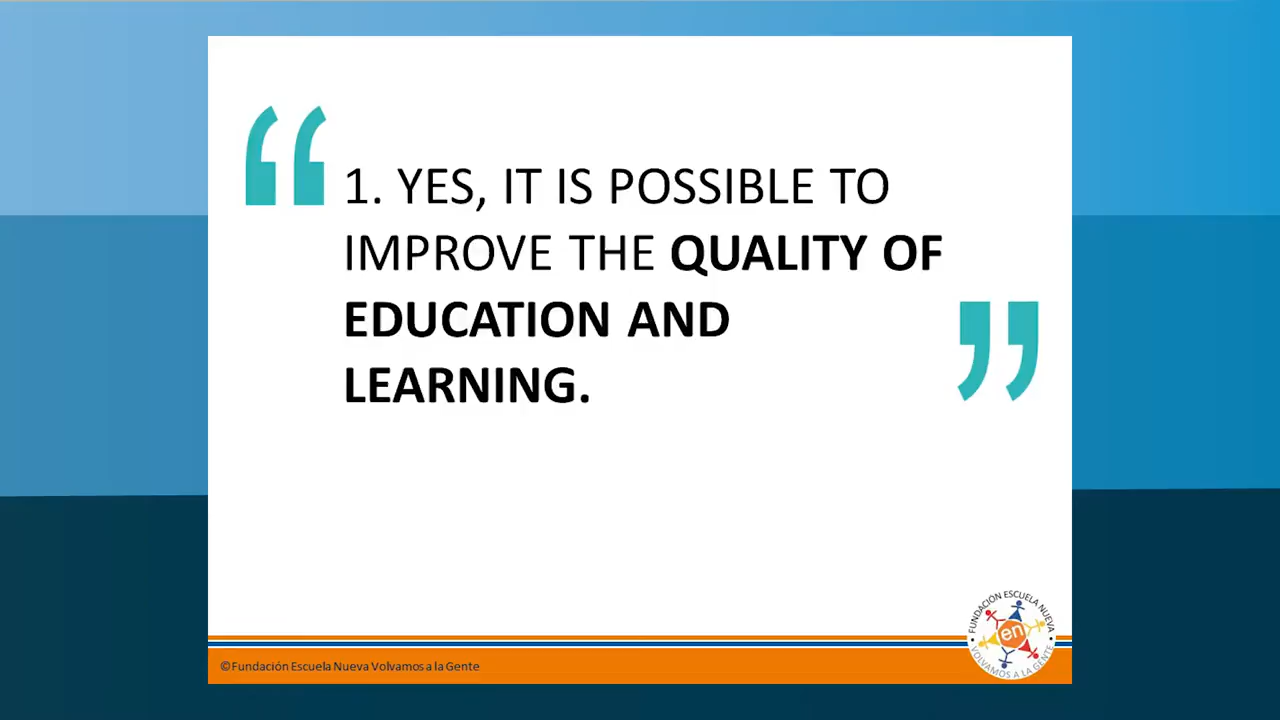 “
1. YES, IT IS POSSIBLE TO
IMPROVE THE QUALITY OF
EDUCATION AND
LEARNING.
”
©Fundación Escuela Nueva Volvamos a la Gente
FUNDACIÓN ESCUELA NUEVA
en
VOLVAMOS A LA GENTE